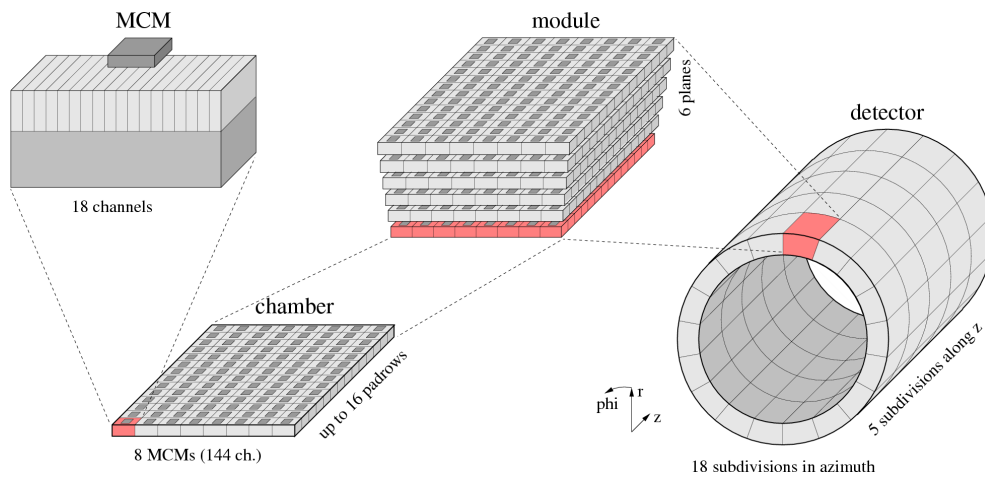 MCM
18 channels
module
6 planes
detector
chamber
up to 16 padrows
8 MCMs (144 ch.)
phi
r
z
5 subdivisions along z
18 subdivisions in azimuth